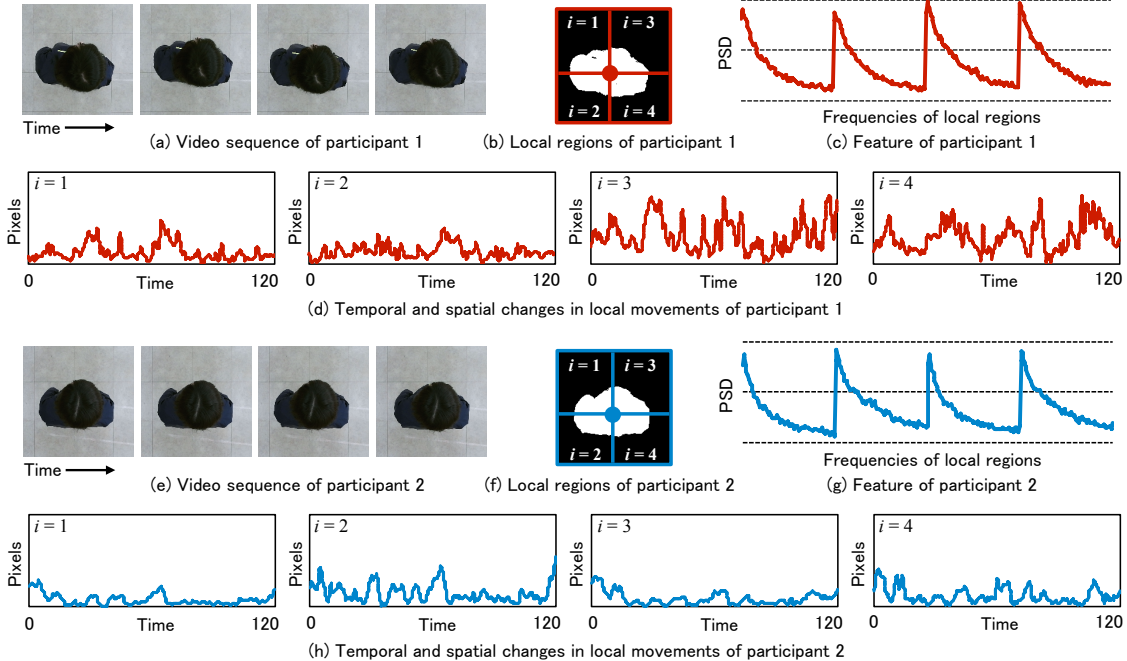 i = 1 i = 3
i = 2 i = 4
PSD
Time
Frequencies of local regions
(a) Video sequence of participant 1
(b) Local regions of participant 1
(c) Feature of participant 1
Pixels
i = 1
0 Time 120
Pixels
i = 2
0 Time 120
Pixels
i = 3
0 Time 120
Pixels
i = 4
0 Time 120
(d) Temporal and spatial changes in local movements of participant 1
i = 1 i = 3
i = 2 i = 4
PSD
Time
Frequencies of local regions
(e) Video sequence of participant 2
(f) Local regions of participant 2
(g) Feature of participant 2
Pixels
i = 1
0 Time 120
Pixels
i = 2
0 Time 120
Pixels
i = 3
0 Time 120
Pixels
i = 4
0 Time 120
(h) Temporal and spatial changes in local movements of participant 2